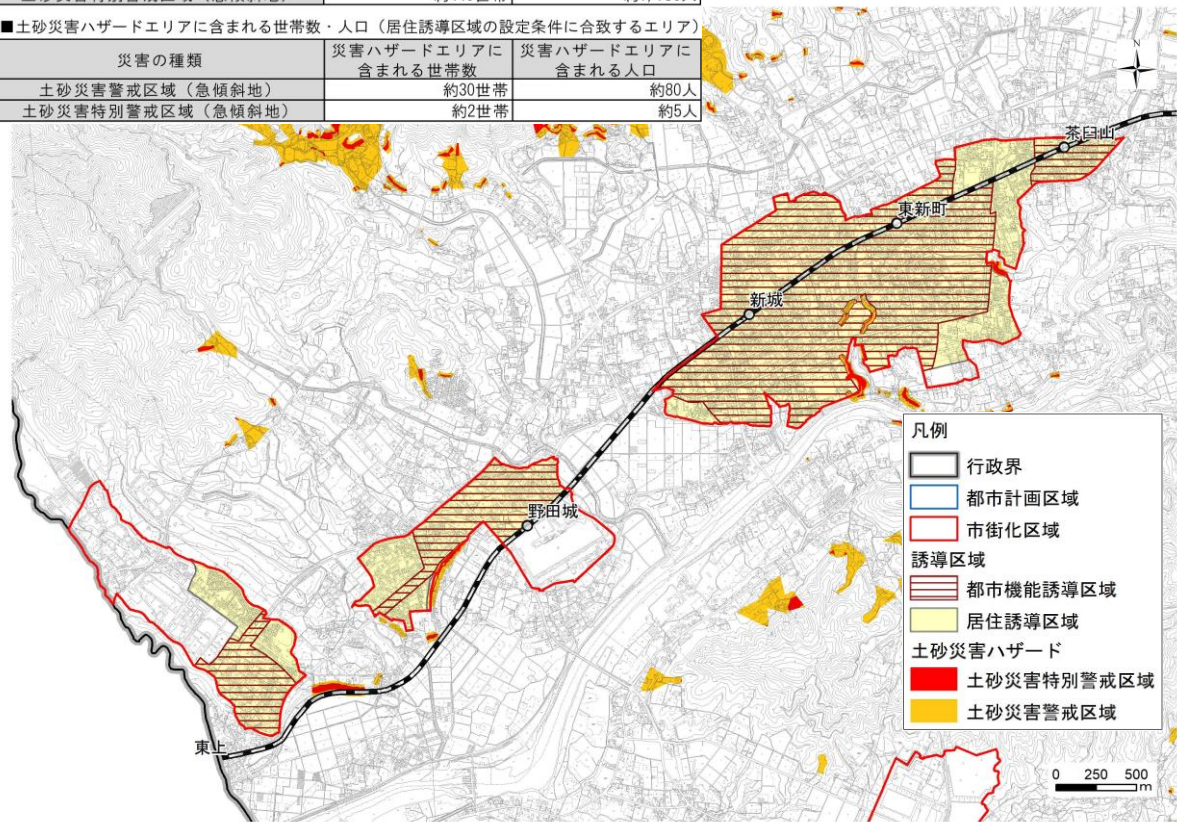 ■土砂災害ハザードエリアに含まれる世帯数・人口（居住誘導区域の設定条件に合致するエリア）
災害の種類
災害ハザードエリアに
含まれる世帯数
災害ハザードエリアに
含まれる人口
土砂災害警戒区域（急傾斜地）
約30世帯
約80人
土砂災害特別警戒区域（急傾斜地）
約2世帯
約5人
N
茶臼山
東新町
新城
野田城
東上
凡例
行政界
都市計画区域
市街化区域
誘導区域
都市機能誘導区域
居住誘導区域
土砂災害ハザード
土砂災害特別警戒区域
土砂災害警戒区域
0 250 500
m